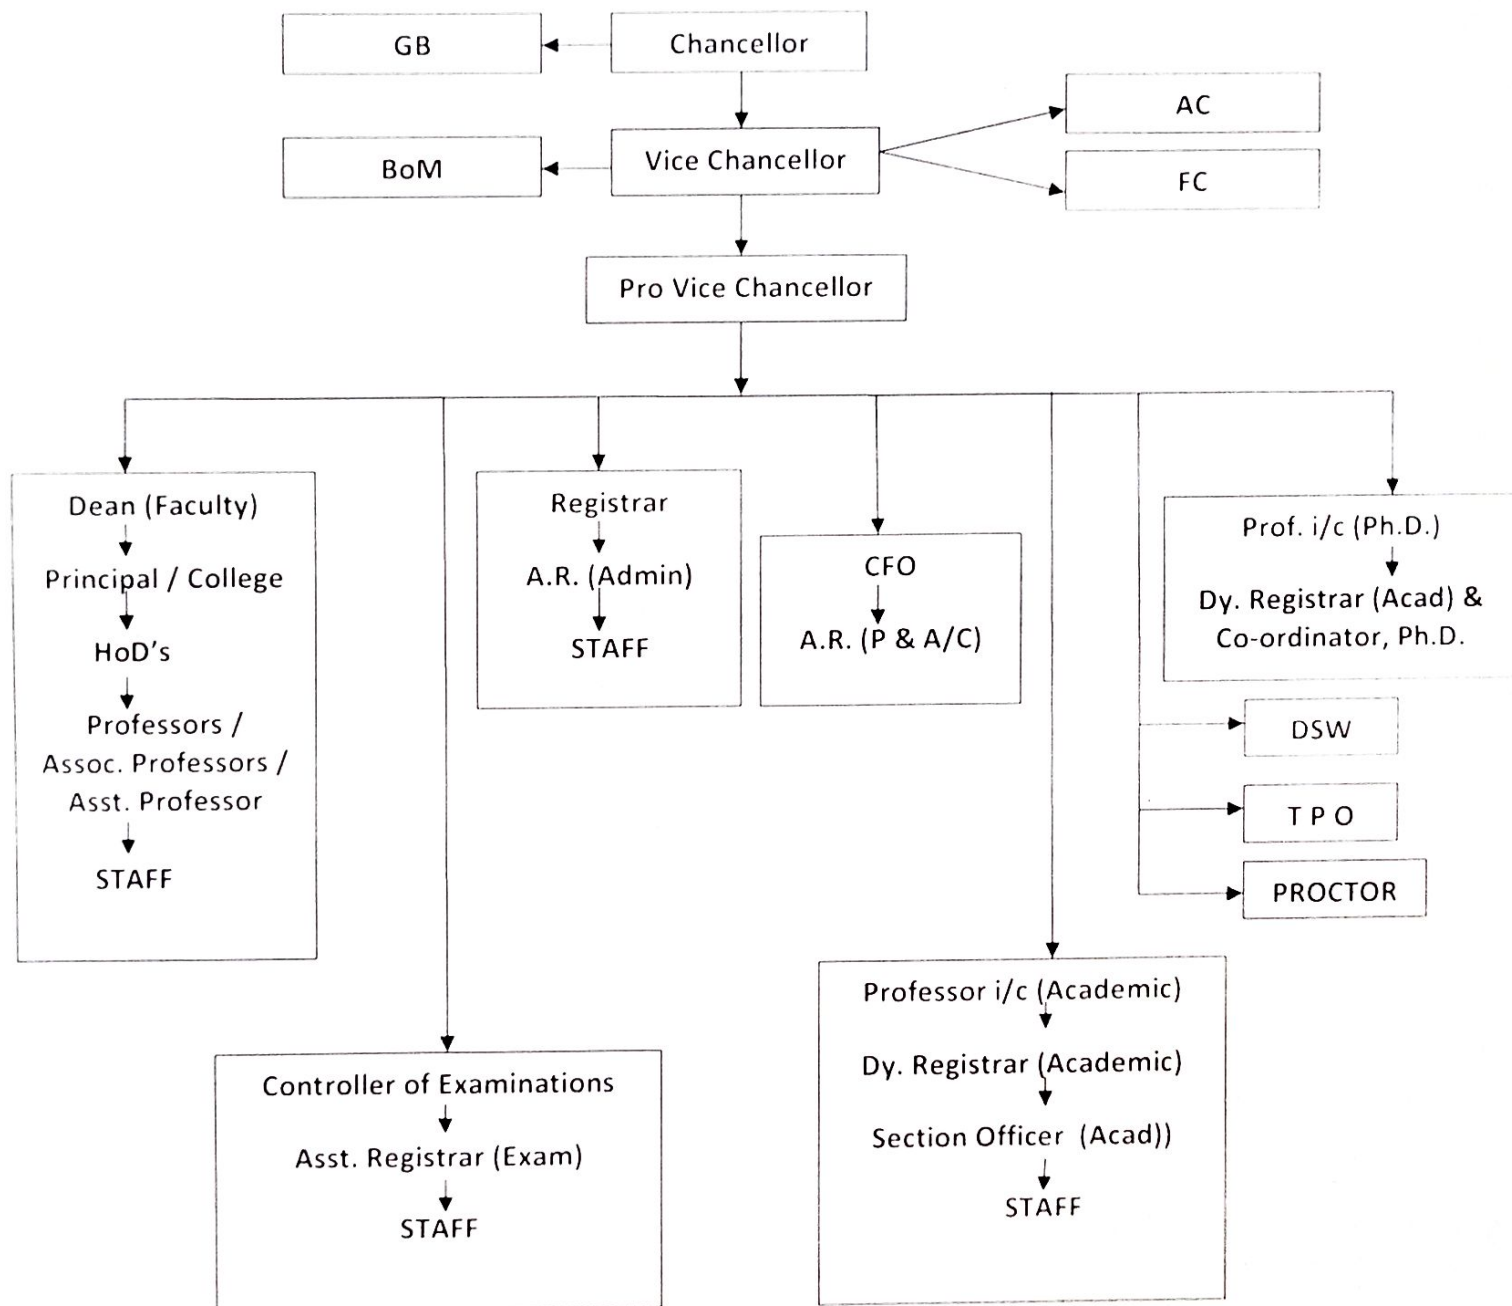 GB
Chancellor
AC
BoM
Vice Chancellor
FC
Pro Vice Chancellor
Dean (Faculty)
Principal / College
HoD's
Professors /
Assoc. Professors /
Asst. Professor
STAFF
Registrar
A.R. (Admin)
STAFF
CFO
A.R. (P & A/C)
Prof. i/c (Ph.D.)
Dy. Registrar (Acad) &
Co-ordinator, Ph.D.
DSW
T P O
PROCTOR
Controller of Examinations
Asst. Registrar (Exam)
STAFF
Professor i/c (Academic)
Dy. Registrar (Academic)
Section Officer (Acad))
STAFF